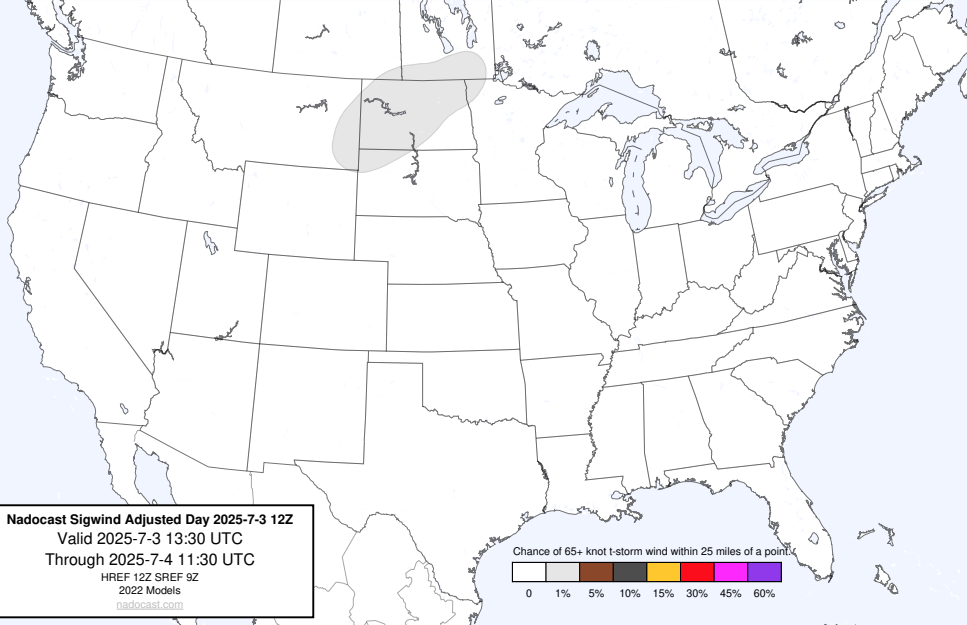 Nadocast Sigwind Adjusted Day 2025-7-3 12Z
Valid 2025-7-3 13:30 UTC
Through 2025-7-4 11:30 UTC
HREF 12Z SREF 9Z
2022 Models
nadocast.com
Chance of 65+ knot t-storm wind within 25 miles of a point.
0 1% 5% 10% 15% 30% 45% 60%